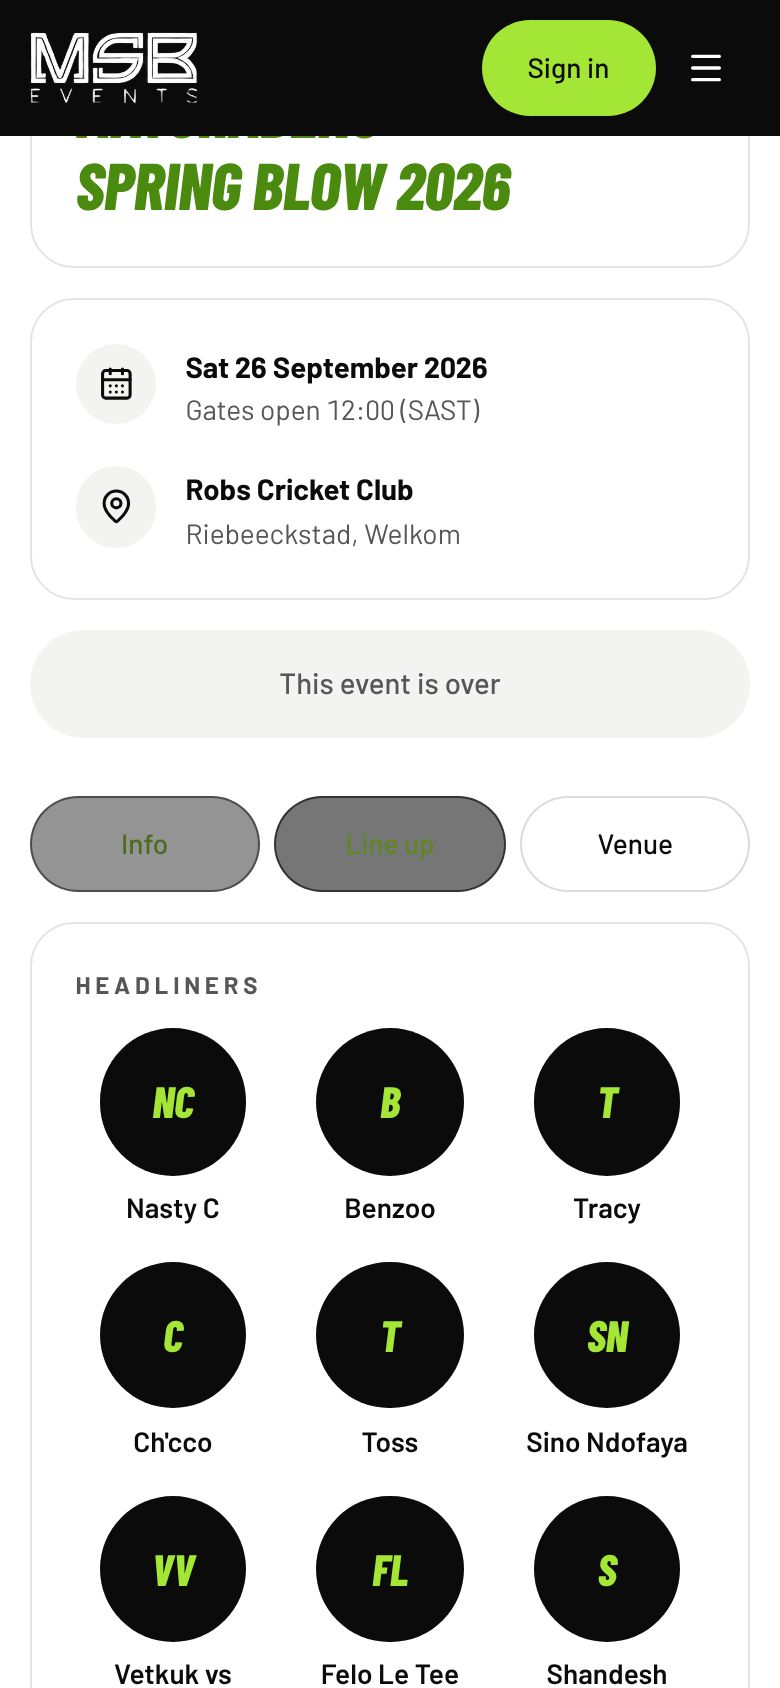 MSB
EVENTS
Sign in
SPRING BLOW 2026
Sat 26 September 2026
Gates open 12:00 (SAST)
Robs Cricket Club
Riebeeckstad, Welkom
This event is over
Info
Line up
Venue
HEADLINERS
NC
B
T
Nasty C
Benzoo
Tracy
C
T
SN
Ch'cco
Toss
Sino Ndofaya
VV
FL
S
Vetkuk vs
Felo Le Tee
Shandesh